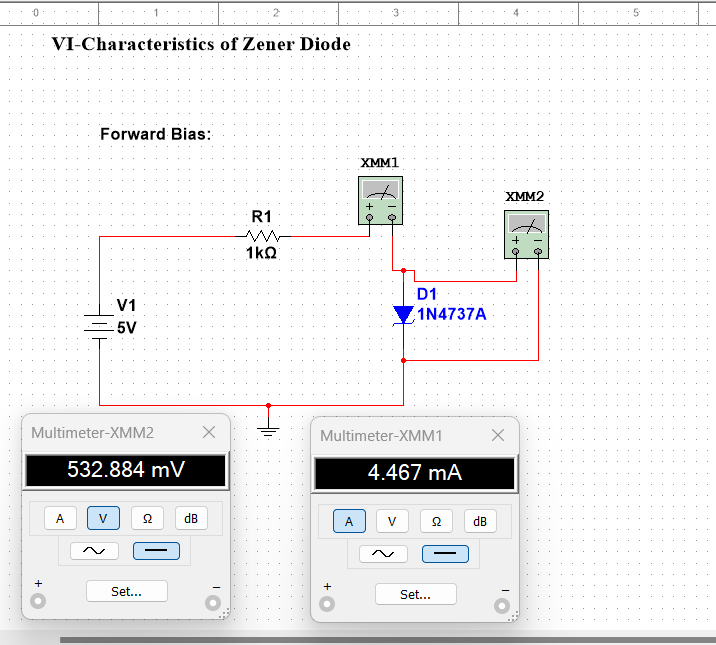 0 1 2 3 4 5
VI-Characteristics of Zener Diode
Forward Bias:
XMM1
XMM2
R1
1kΩ
D1
1N4737A
V1
5V
Multimeter-XMM2
532.884 mV
A V Ω dB
Set...
+ −
Multimeter-XMM1
4.467 mA
A V Ω dB
Set...
+ −